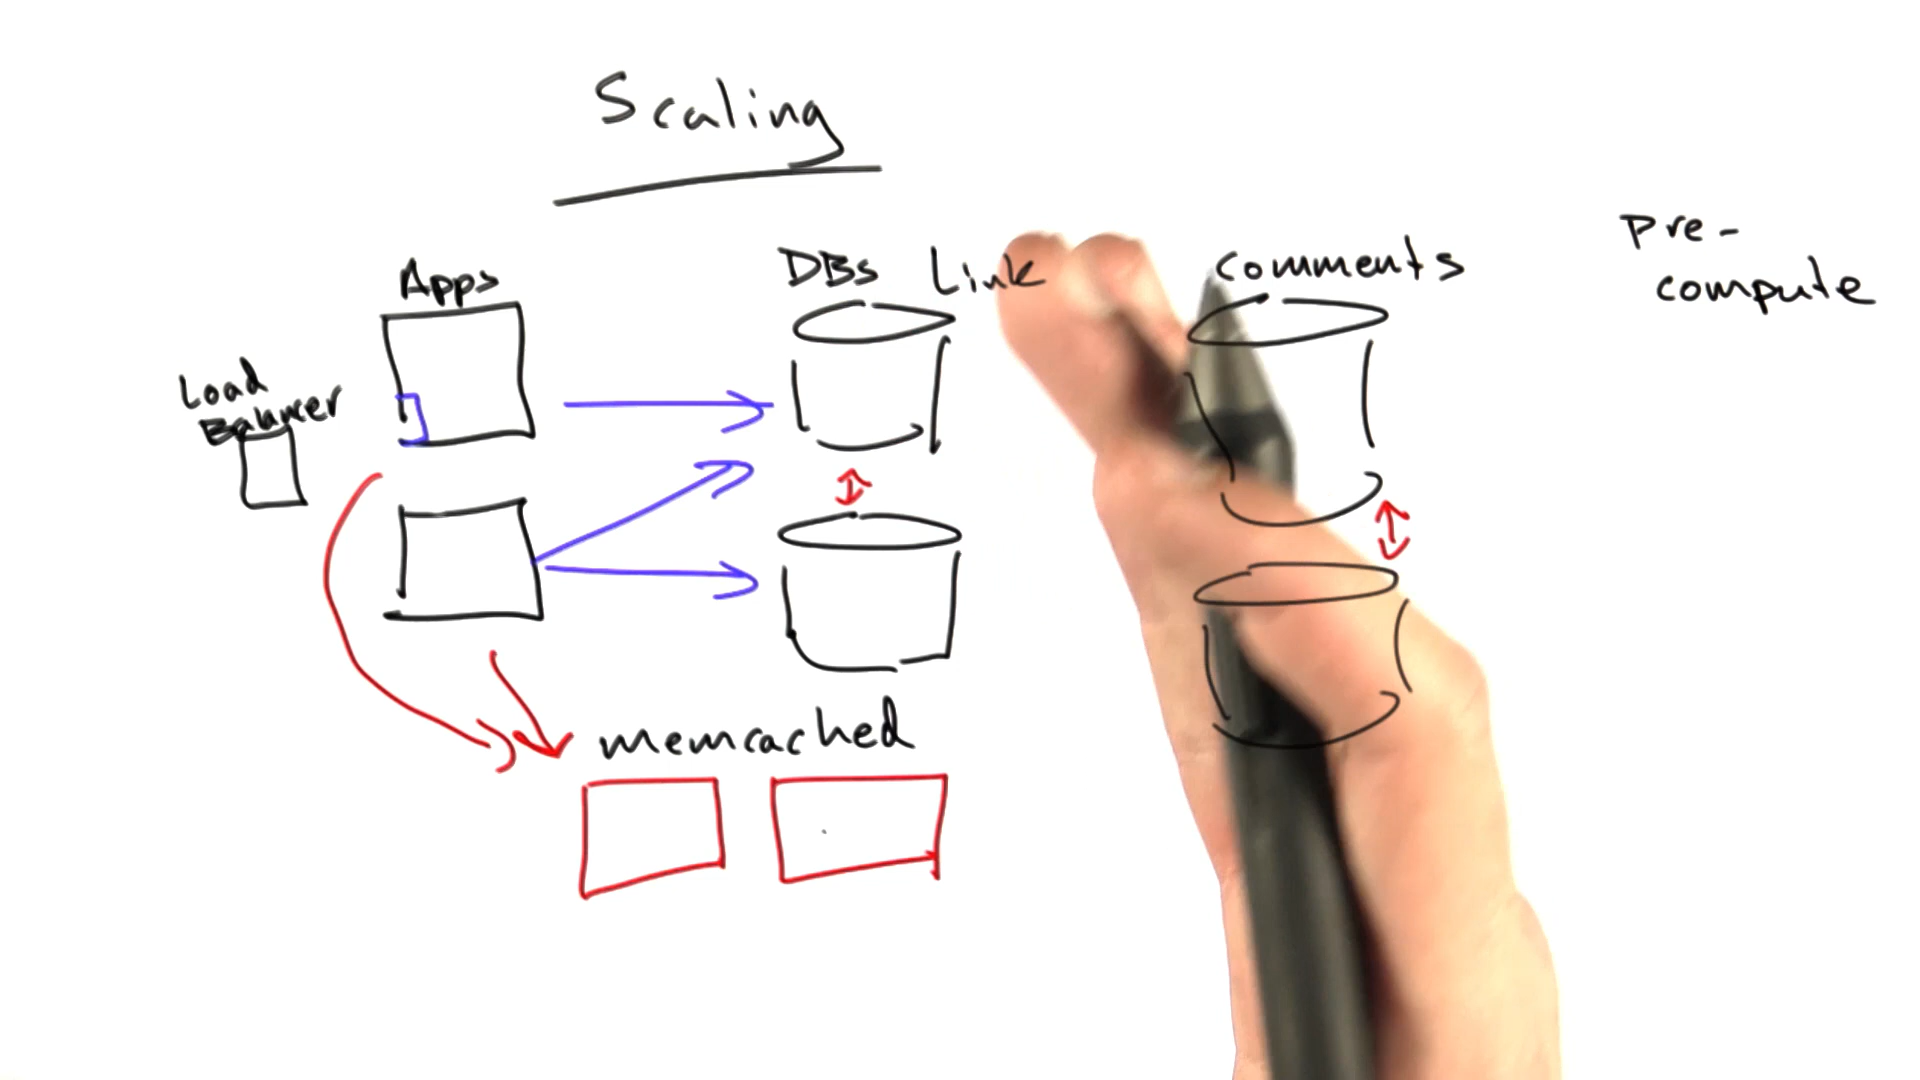 Scaling
Apps
DBs Link
comments
Pre-
compute
Load
Balancer
memcached